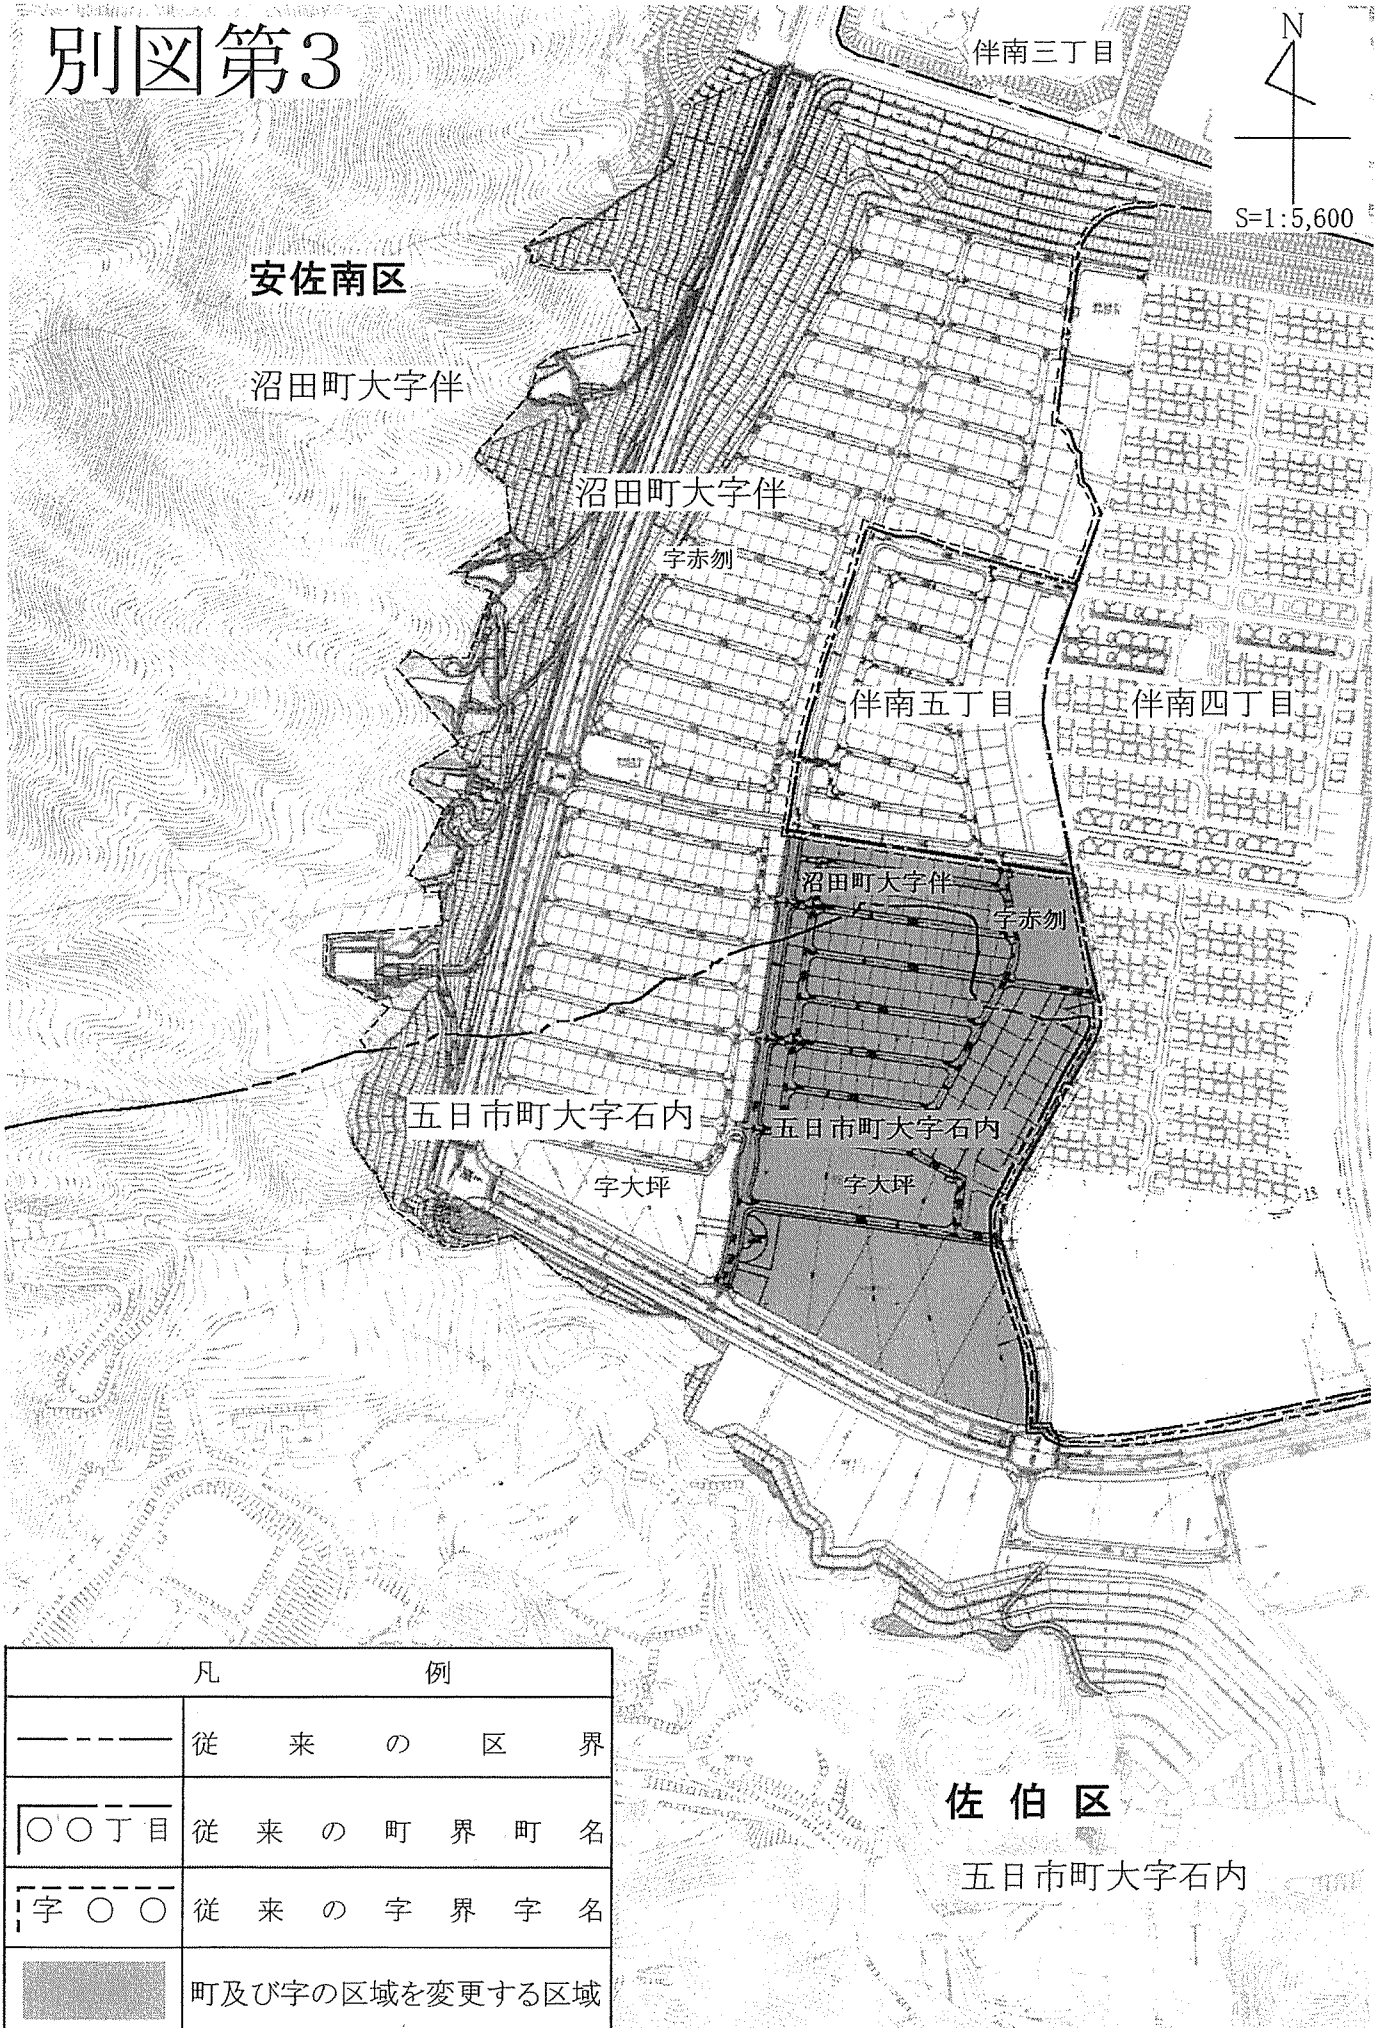 別図第3
伴南三丁目
N
S=1:5,600
安佐南区
沼田町大字伴
沼田町大字伴
字赤刎
伴南五丁目
伴南四丁目
沼田町大字伴
字赤刎
五日市町大字石内
五日市町大字石内
字大坪
字大坪
凡例
従来の区界
〇〇丁目 従来の町界町名
字〇〇 従来の字界字名
町及び字の区域を変更する区域
佐伯区
五日市町大字石内